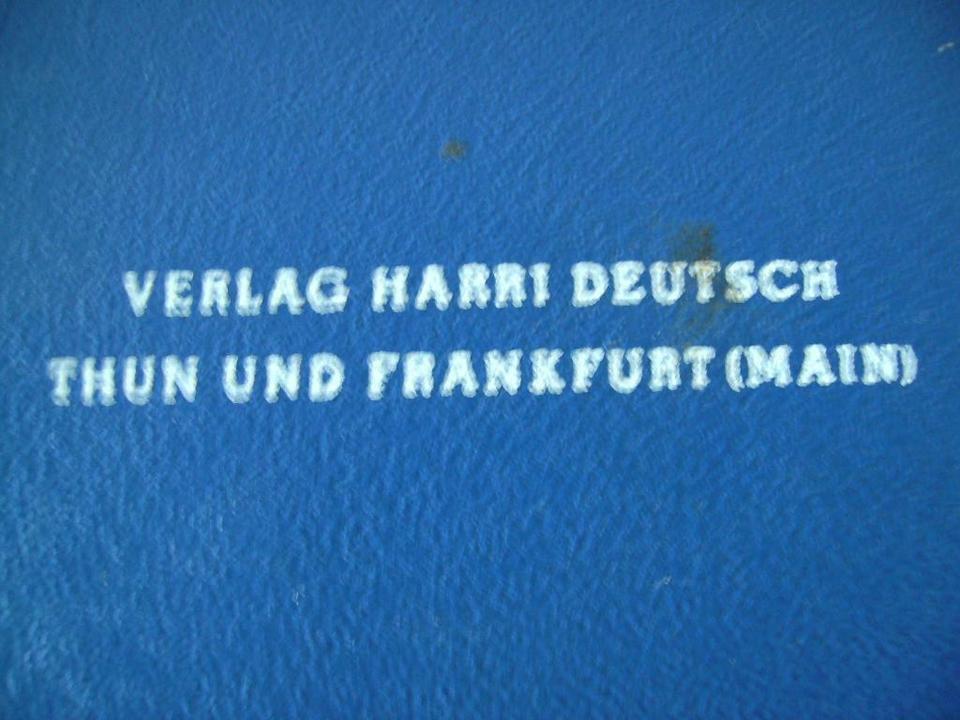 VERLAG HARRI DEUTSCH
THUN UND FRANKFURT (MAIN)